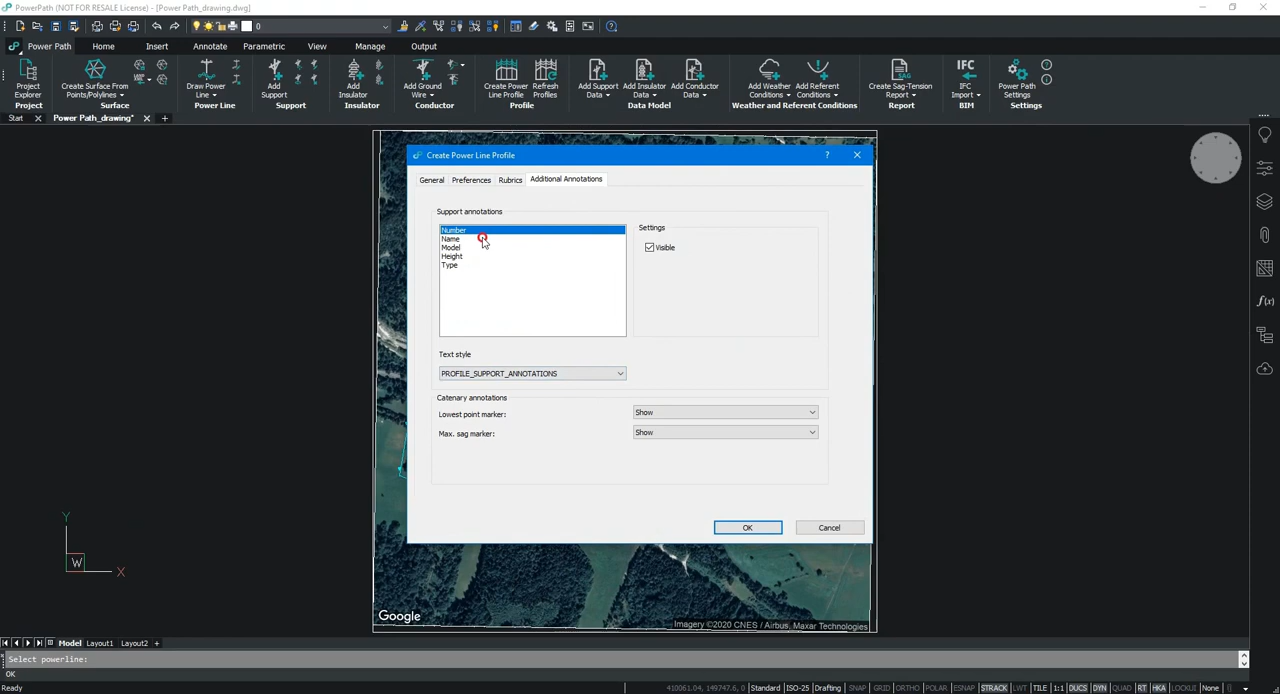 PowerPath (NOT FOR RESALE License) - [Power Path_drawing.dwg]
0
Power Path Home Insert Annotate Parametric View Manage Output
Project Explorer Create Surface From Points/Polylines Draw Power Line Add Support Add Insulator Add Ground Wire Create Power Line Profile Refresh Profiles Add Support Data Add Insulator Data Add Conductor Data Add Weather Conditions Add Referent Conditions Create Sag-Tension Report IFC Import Power Path Settings
Project Surface Power Line Support Insulator Conductor Profile Data Model Weather and Referent Conditions Report BIM Settings
Start Power Path_drawing*
Create Power Line Profile
General Preferences Rubrics Additional Annotations
Support annotations
Number
Name
Model
Height
Type
Settings
Visible
Text style
PROFILE_SUPPORT_ANNOTATIONS
Catenary annotations
Lowest point marker: Show
Max. sag marker: Show
OK Cancel
Y
W
X
Google
Imagery ©2020 CNES / Airbus, Maxar Technologies
Model Layout1 Layout2 +
Select powerline:
OK
Ready 410061.04, 149747.6, 0 Standard ISO-25 Drafting SNAP GRID ORTHO POLAR ESNAP STRACK LWT TILE 1:1 DUCS DYN QUAD RT HKA LOCKUI None